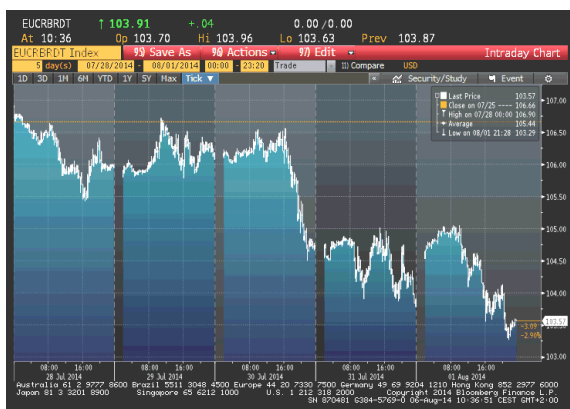 EUCRBRDT ↑ 103.91 +.04 0.00/0.00
At 10:36 Op 103.70 Hi 103.96 Lo 103.63 Prev 103.87
EUCRBRDT Index 93) Save As 96) Actions 97) Edit Intraday Chart
5 day(s) 07/28/2014 - 08/01/2014 00:00 - 23:20 Trade 11) Compare USD
1D 3D 1M 6M YTD 1Y 5Y Max Tick ▼ « Security/Study Event
Last Price 103.57
Close on 07/25 ---- 106.66
High on 07/28 00:00 106.90
Average 105.44
Low on 08/01 21:28 103.29
107.00
106.50
106.00
105.50
105.00
104.50
104.00
103.57
-3.09
-2.90%
103.00
08:00 16:00 08:00 16:00 08:00 16:00 08:00 16:00 08:00 16:00
28 Jul 2014 29 Jul 2014 30 Jul 2014 31 Jul 2014 01 Aug 2014
Australia 61 2 9777 8600 Brazil 5511 3048 4500 Europe 44 20 7330 7500 Germany 49 69 9204 1210 Hong Kong 852 2977 6000
Japan 81 3 3201 8900 Singapore 65 6212 1000 U.S. 1 212 318 2000 Copyright 2014 Bloomberg Finance L.P.
SN 870481 G384-5769-0 06-Aug-14 10:36:51 CEST GMT+2:00